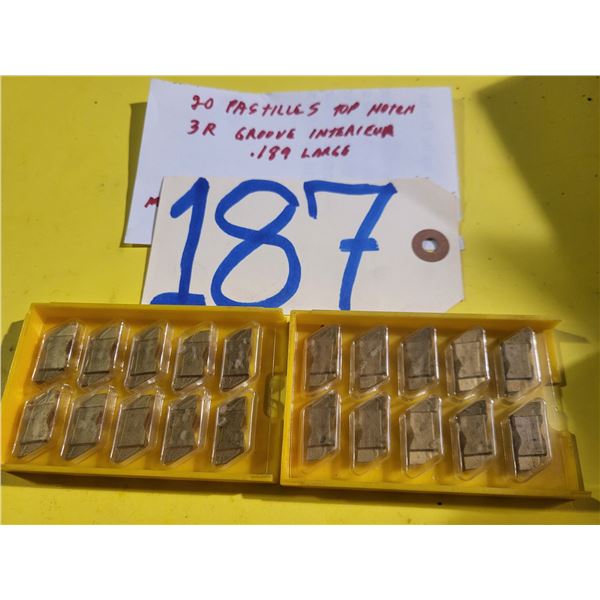 20 PASTILLES TOP NOTCH
3R GROOVE INTERIEUR
.189 LARGE
M
187